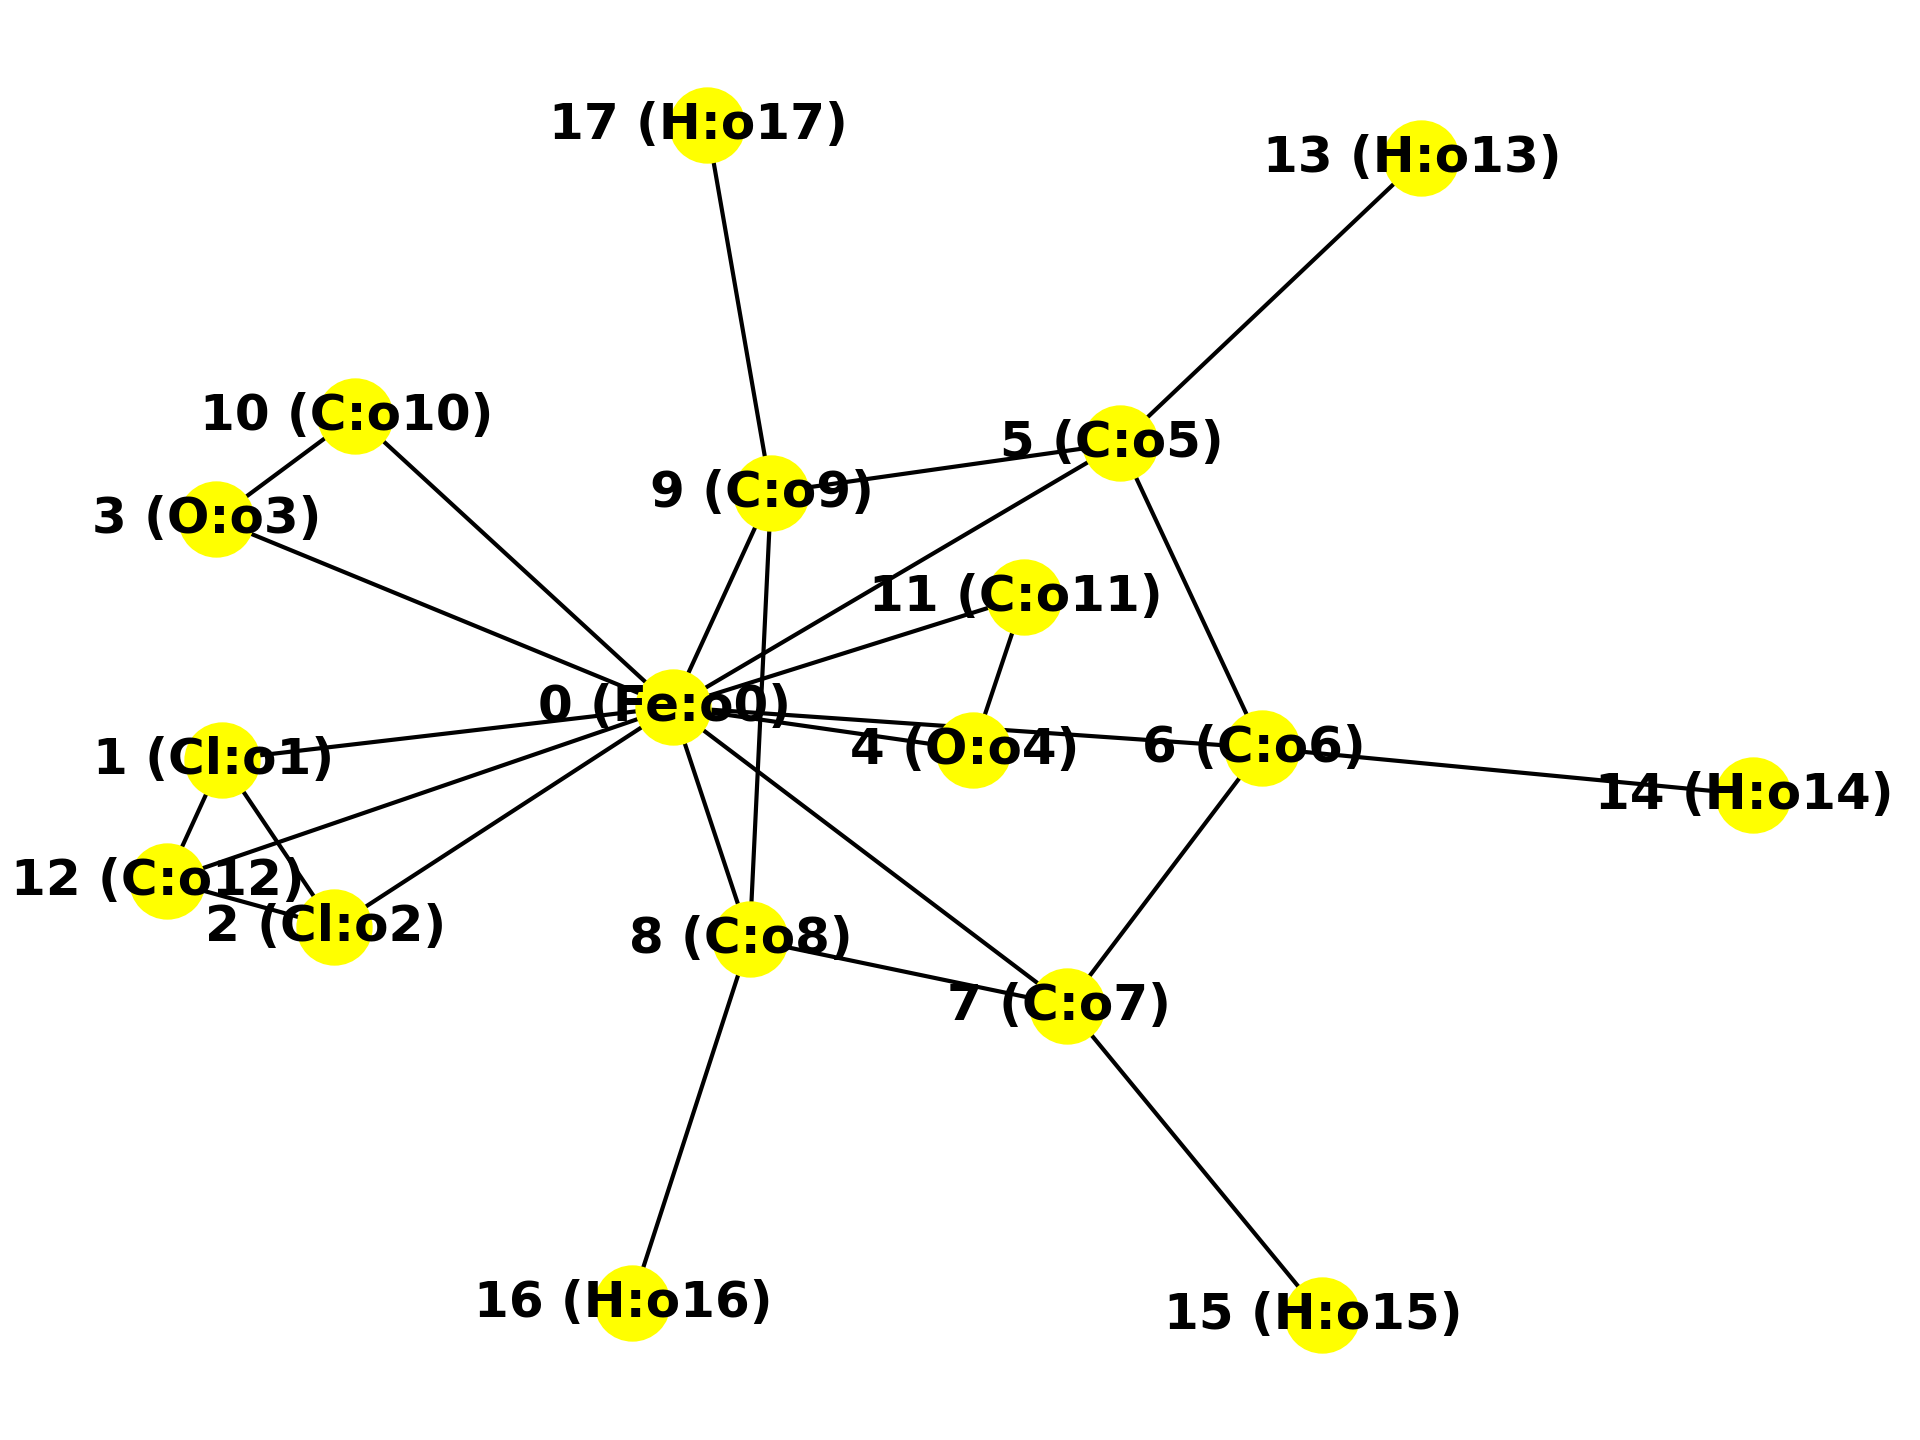 17 (H:o17)
13 (H:o13)
10 (C:o10)
5 (C:o5)
9 (C:o9)
3 (O:o3)
11 (C:o11)
0 (Fe:o0)
4 (O:o4)
6 (C:o6)
1 (Cl:o1)
14 (H:o14)
12 (C:o12)
2 (Cl:o2)
8 (C:o8)
7 (C:o7)
16 (H:o16)
15 (H:o15)